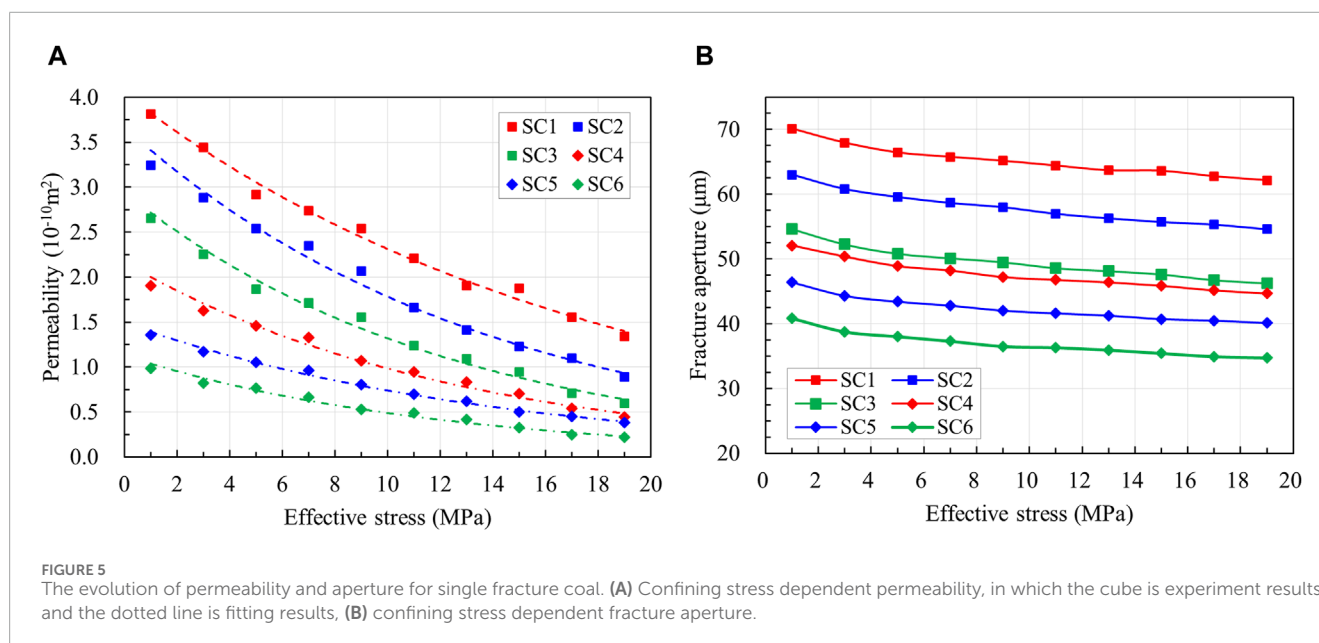 A
4.0
3.5
3.0
2.5
2.0
1.5
1.0
0.5
0.0
Permeability (10⁻¹⁰m²)
SC1 SC2
SC3 SC4
SC5 SC6
0 2 4 6 8 10 12 14 16 18 20
Effective stress (MPa)
B
70
60
50
40
30
20
Fracture aperture (μm)
SC1 SC2
SC3 SC4
SC5 SC6
0 2 4 6 8 10 12 14 16 18 20
Effective stress (MPa)
FIGURE 5
The evolution of permeability and aperture for single fracture coal. (A) Confining stress dependent permeability, in which the cube is experiment results
and the dotted line is fitting results, (B) confining stress dependent fracture aperture.